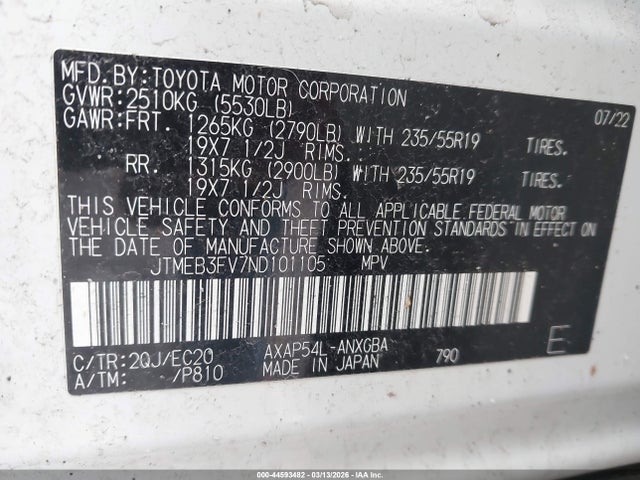 MFD.BY:TOYOTA MOTOR CORPORATION 07/22
GVWR:2510KG (5530LB)
GAWR:FRT. 1265KG (2790LB) WITH 235/55R19 TIRES.
19X7 1/2J RIMS.
RR. 1315KG (2900LB) WITH 235/55R19 TIRES.
19X7 1/2J RIMS.
THIS VEHICLE CONFORMS TO ALL APPLICABLE FEDERAL MOTOR
VEHICLE SAFETY AND THEFT PREVENTION STANDARDS IN EFFECT ON
THE DATE OF MANUFACTURE SHOWN ABOVE.
JTMEB3FV7ND101105 MPV
C/TR:2QJ/EC20 AXAP54L-ANXGBA 790 E
A/TM: /P810 MADE IN JAPAN
000-44593482 - 03/13/2026 - IAAI.COM